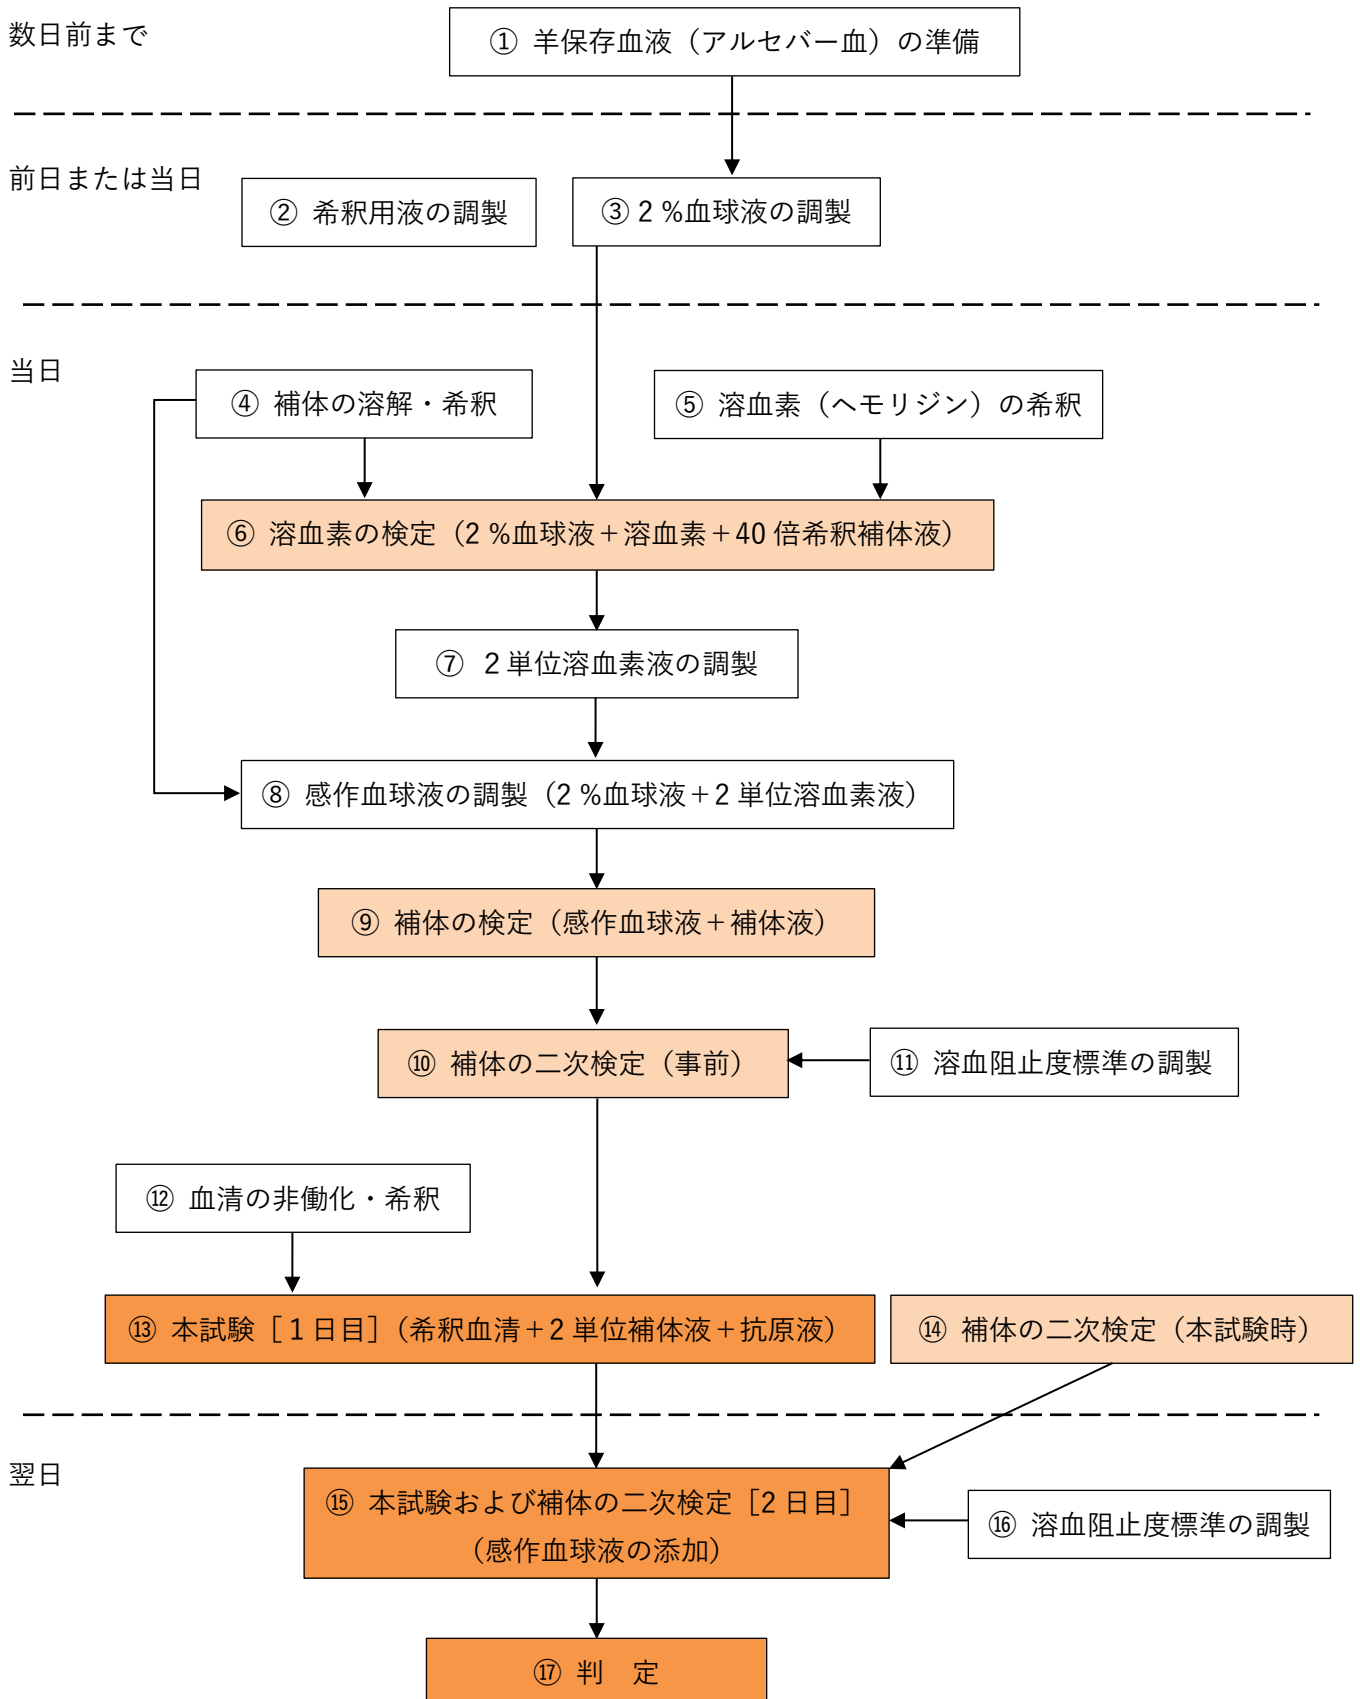 数日前まで
① 羊保存血液（アルセバー血）の準備
前日または当日
② 希釈用液の調製
③ 2 %血球液の調製
当日
④ 補体の溶解・希釈
⑤ 溶血素（ヘモリジン）の希釈
⑥ 溶血素の検定（2 %血球液＋溶血素＋40 倍希釈補体液）
⑦ 2 単位溶血素液の調製
⑧ 感作血球液の調製（2 %血球液＋2 単位溶血素液）
⑨ 補体の検定（感作血球液＋補体液）
⑩ 補体の二次検定（事前）
⑪ 溶血阻止度標準の調製
⑫ 血清の非働化・希釈
⑬ 本試験［1 日目］（希釈血清＋2 単位補体液＋抗原液）
⑭ 補体の二次検定（本試験時）
翌日
⑮ 本試験および補体の二次検定［2 日目］
（感作血球液の添加）
⑯ 溶血阻止度標準の調製
⑰ 判　定